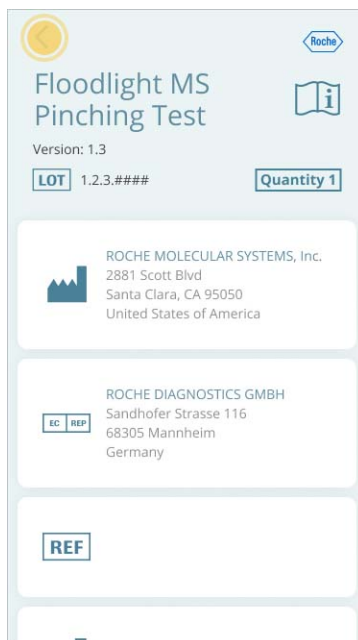 Roche
Floodlight MS
Pinching Test
i
Version: 1.3
LOT 1.2.3.####
Quantity 1
ROCHE MOLECULAR SYSTEMS, Inc.
2881 Scott Blvd
Santa Clara, CA 95050
United States of America
ROCHE DIAGNOSTICS GMBH
EC REP
Sandhofer Strasse 116
68305 Mannheim
Germany
REF